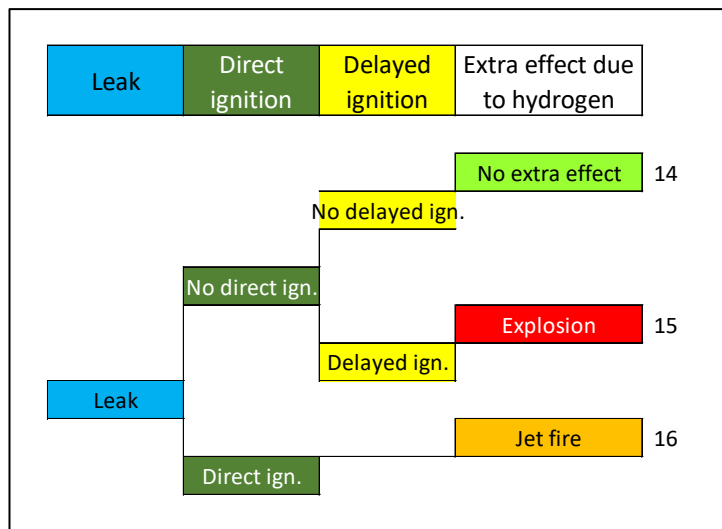 Leak
Direct
ignition
Delayed
ignition
Extra effect due
to hydrogen
No extra effect 14
No delayed ign.
No direct ign.
Explosion 15
Delayed ign.
Leak
Jet fire 16
Direct ign.